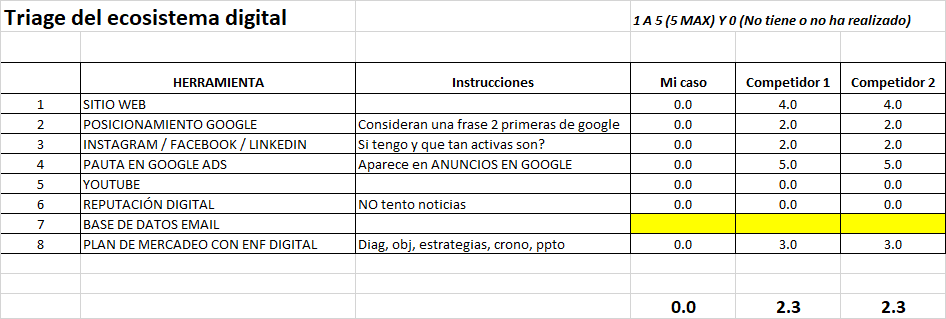 Triage del ecosistema digital 1 A 5 (5 MAX) Y 0 (No tiene o no ha realizado)
HERRAMIENTA Instrucciones Mi caso Competidor 1 Competidor 2
1 SITIO WEB 0.0 4.0 4.0
2 POSICIONAMIENTO GOOGLE Consideran una frase 2 primeras de google 0.0 2.0 2.0
3 INSTAGRAM / FACEBOOK / LINKEDIN Si tengo y que tan activas son? 0.0 2.0 2.0
4 PAUTA EN GOOGLE ADS Aparece en ANUNCIOS EN GOOGLE 0.0 5.0 5.0
5 YOUTUBE 0.0 0.0 0.0
6 REPUTACIÓN DIGITAL NO tento noticias 0.0 0.0 0.0
7 BASE DE DATOS EMAIL
8 PLAN DE MERCADEO CON ENF DIGITAL Diag, obj, estrategias, crono, ppto 0.0 3.0 3.0
0.0 2.3 2.3